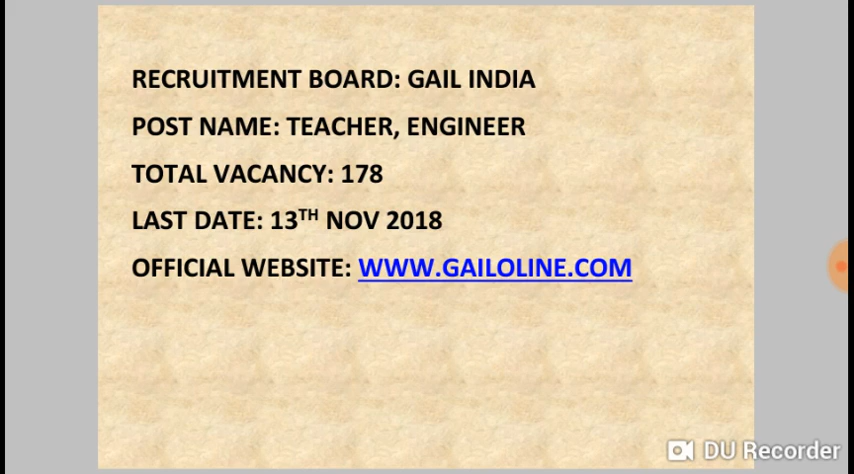 RECRUITMENT BOARD: GAIL INDIA
POST NAME: TEACHER, ENGINEER
TOTAL VACANCY: 178
LAST DATE: 13TH NOV 2018
OFFICIAL WEBSITE: WWW.GAILOLINE.COM
DU Recorder